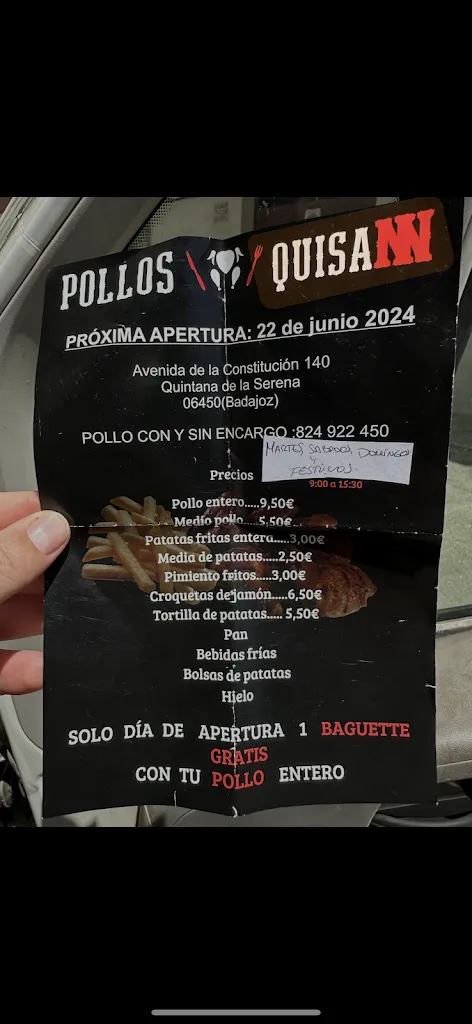 POLLOS QUISANN
PRÓXIMA APERTURA: 22 de junio 2024
Avenida de la Constitución 140
Quintana de la Serena
06450(Badajoz)
POLLO CON Y SIN ENCARGO :824 922 450
MARTES, SABADOS, DOMINGO
Y
FESTIVOS.
Precios
9:00 a 15:30
Pollo entero.....9,50€
Medio pollo.....5,50€
Patatas fritas entera.....3,00€
Media de patatas.....2,50€
Pimiento fritos.....3,00€
Croquetas de jamón.....6,50€
Tortilla de patatas..... 5,50€
Pan
Bebidas frías
Bolsas de patatas
Hielo
SOLO DÍA DE APERTURA 1 BAGUETTE
GRATIS
CON TU POLLO ENTERO